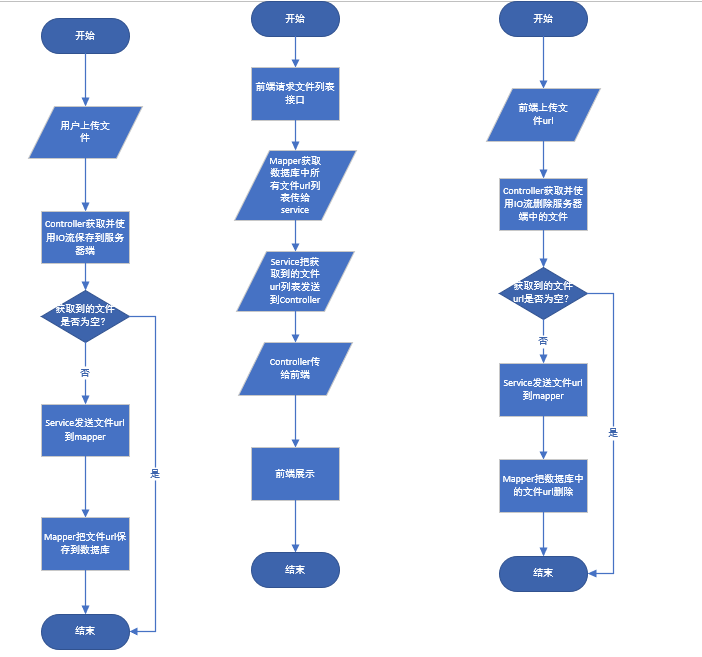 开始
用户上传文
件
Controller获取并使
用IO流保存到服务
器端
获取到的文件
是否为空？
否
是
Service发送文件url
到mapper
Mapper把文件url保
存到数据库
结束
开始
前端请求文件列表
接口
Mapper获取
数据库中所
有文件url列
表传给
service
Service把获
取到的文件
url列表发送
到Controller
Controller传
给前端
前端展示
结束
开始
前端上传文
件url
Controller获取并使
用IO流删除服务器
端中的文件
获取到的文件
url是否为空？
否
是
Service发送文件url
到mapper
Mapper把数据库中
的文件url删除
结束